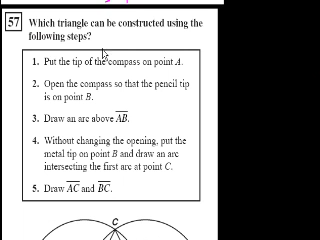 57 Which triangle can be constructed using the
following steps?
1. Put the tip of the compass on point A.
2. Open the compass so that the pencil tip
is on point B.
3. Draw an arc above AB.
4. Without changing the opening, put the
metal tip on point B and draw an arc
intersecting the first arc at point C.
5. Draw AC and BC.
C